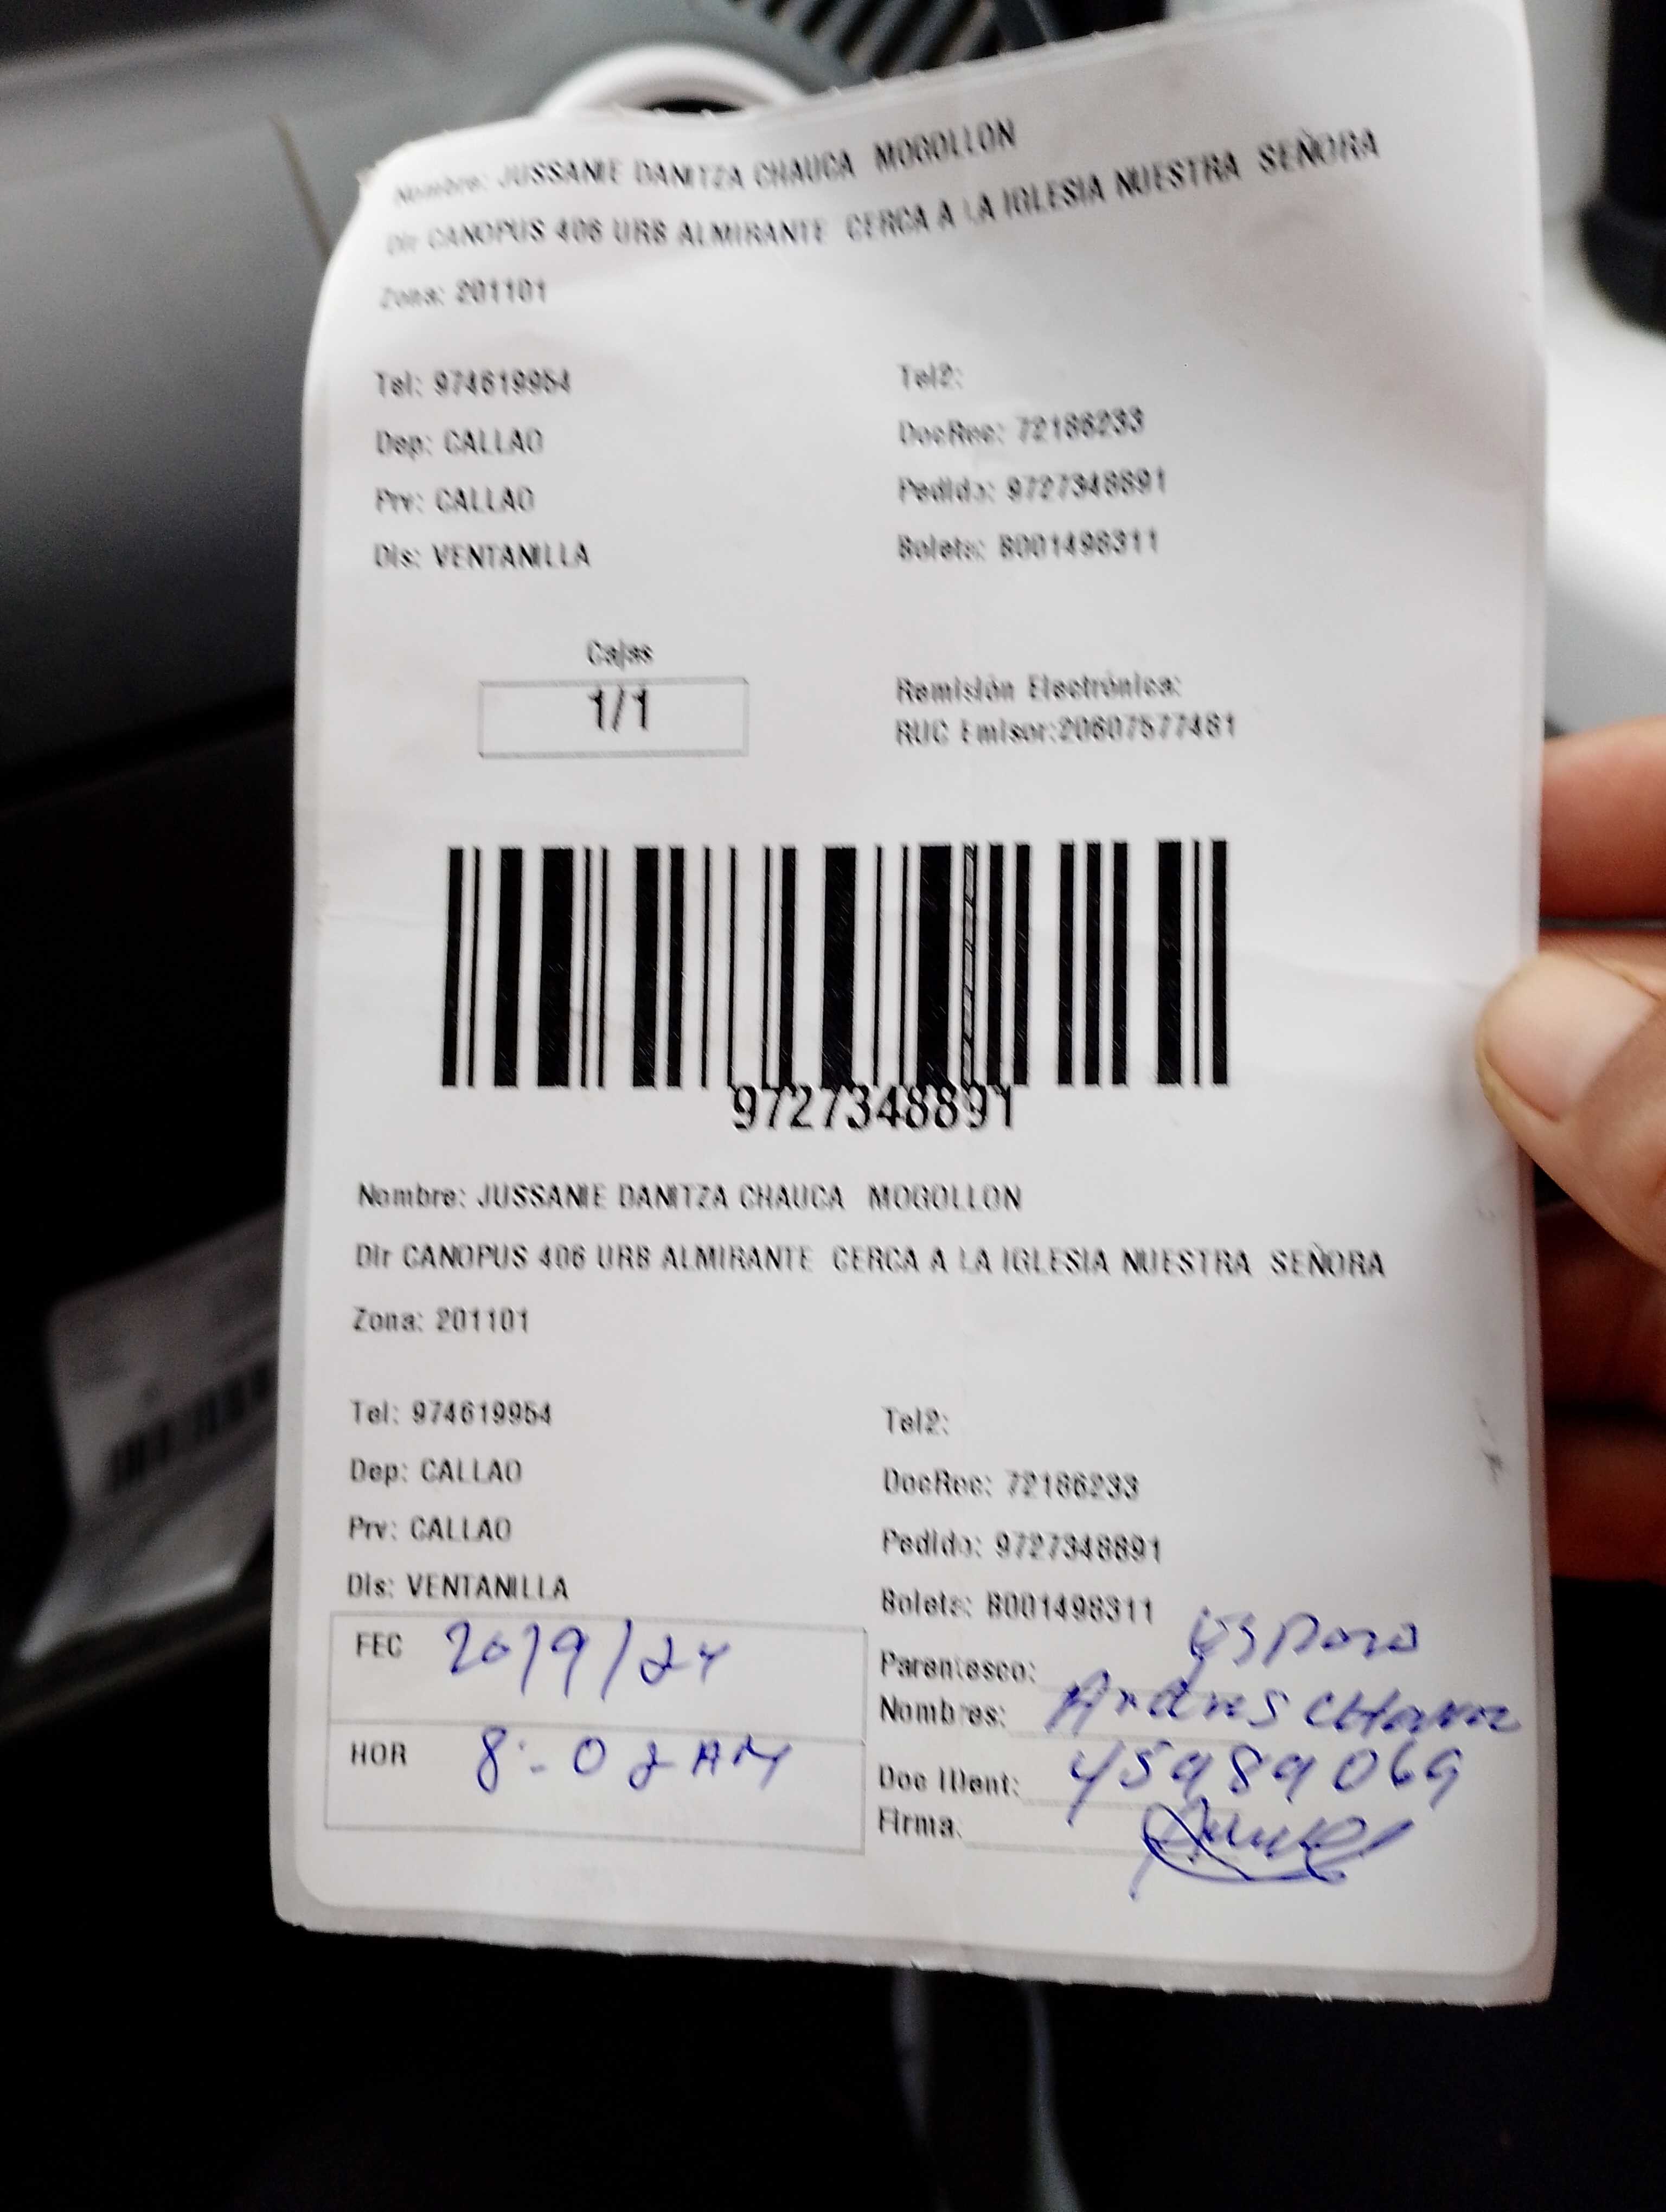 Nombre: JUSSANIE DANITZA CHAUCA MOGOLLON
Dir CANOPUS 406 URB ALMIRANTE CERCA A LA IGLESIA NUESTRA SEÑORA
Zona: 201101
Tel: 974619954 Tel2:
Dep: CALLAO DocRec: 72186233
Prv: CALLAO Pedido: 9727348891
Dis: VENTANILLA Boleta: B001498311
Cajas
1/1
Remisión Electrónica:
RUC Emisor:20607577481
9727348891
Nombre: JUSSANIE DANITZA CHAUCA MOGOLLON
Dir CANOPUS 406 URB ALMIRANTE CERCA A LA IGLESIA NUESTRA SEÑORA
Zona: 201101
Tel: 974619954 Tel2:
Dep: CALLAO DocRec: 72186233
Prv: CALLAO Pedido: 9727348891
Dis: VENTANILLA Boleta: B001498311
FEC 20/9/24
Parentesco: esposo
Nombres: Andres
HOR 8:02 AM
Doc IDent: 45989069
Firma: